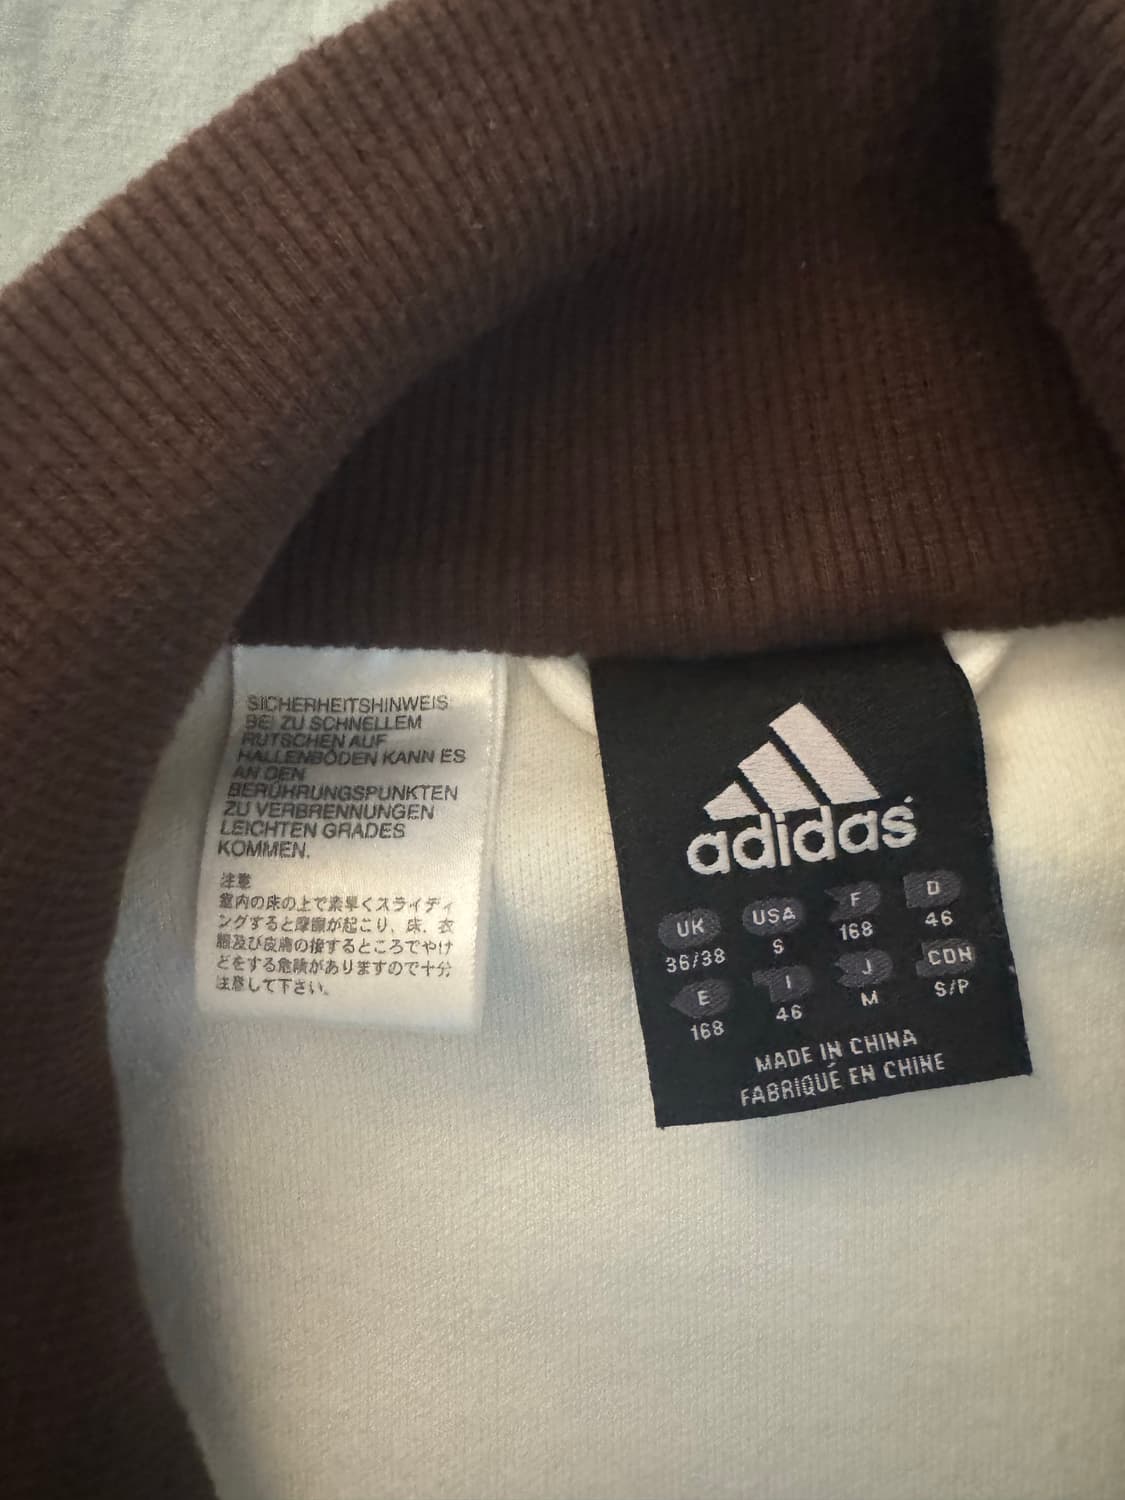 SICHERHEITSHINWEIS
BEI ZU SCHNELLEM
RUTSCHEN AUF
HALLENBÖDEN KANN ES
AN DEN
BERÜHRUNGSPUNKTEN
ZU VERBRENNUNGEN
LEICHTEN GRADES
KOMMEN.
注意
室内の床の上で素早くスライディ
ングすると摩擦が起こり、床、衣
服及び皮膚の接するところでやけ
どをする危険がありますので十分
注意して下さい。
adidas
UK USA F D
36/38 S 168 46
E I J CDN
168 46 M S/P
MADE IN CHINA
FABRIQUÉ EN CHINE